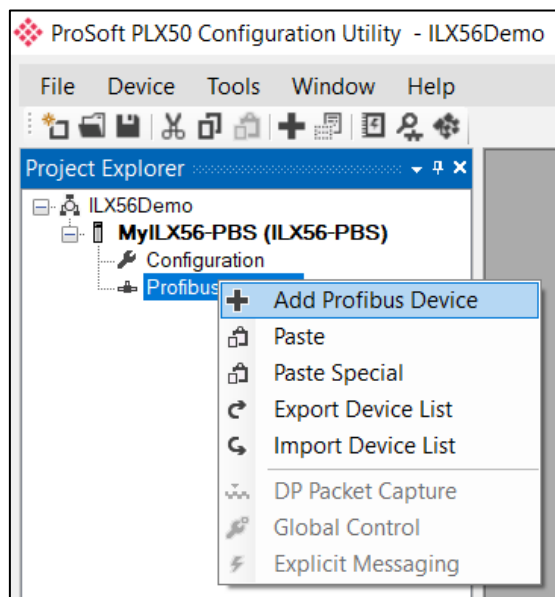 ProSoft PLX50 Configuration Utility - ILX56Demo
File Device Tools Window Help
Project Explorer
ILX56Demo
MyILX56-PBS (ILX56-PBS)
Configuration
Profibus
Add Profibus Device
Paste
Paste Special
Export Device List
Import Device List
DP Packet Capture
Global Control
Explicit Messaging